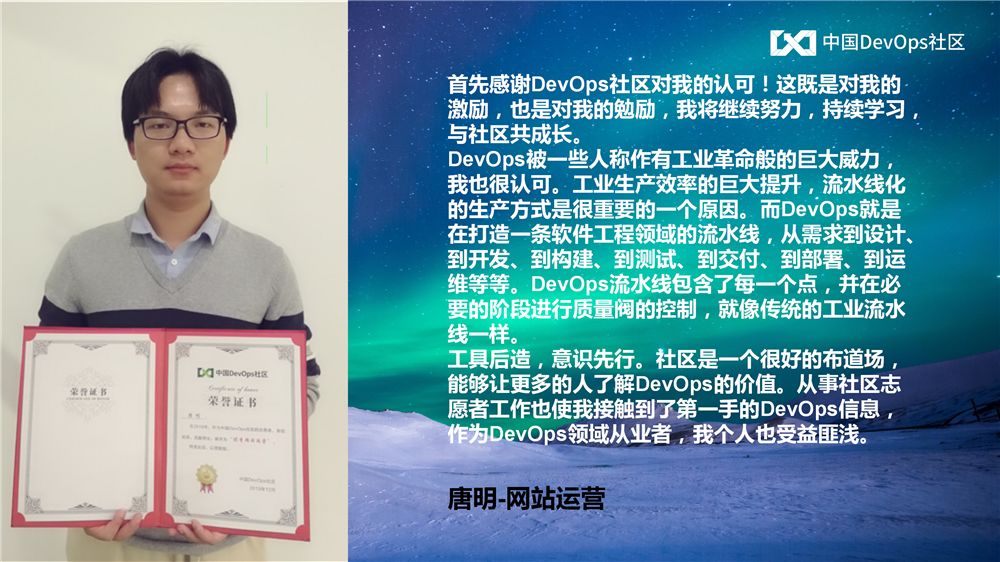 中国DevOps社区
首先感谢DevOps社区对我的认可！这既是对我的
激励，也是对我的勉励，我将继续努力，持续学习，
与社区共成长。
DevOps被一些人称作有工业革命般的巨大威力，
我也很认可。工业生产效率的巨大提升，流水线化
的生产方式是很重要的一个原因。而DevOps就是
在打造一条软件工程领域的流水线，从需求到设计、
到开发、到构建、到测试、到交付、到部署、到运
维等等。DevOps流水线包含了每一个点，并在必
要的阶段进行质量阀的控制，就像传统的工业流水
线一样。
工具后造，意识先行。社区是一个很好的布道场，
能够让更多的人了解DevOps的价值。从事社区志
愿者工作也使我接触到了第一手的DevOps信息，
作为DevOps领域从业者，我个人也受益匪浅。
唐明-网站运营
荣誉证书
中国DevOps社区
Certificate of honor
荣誉证书
中国DevOps社区
2019年12月